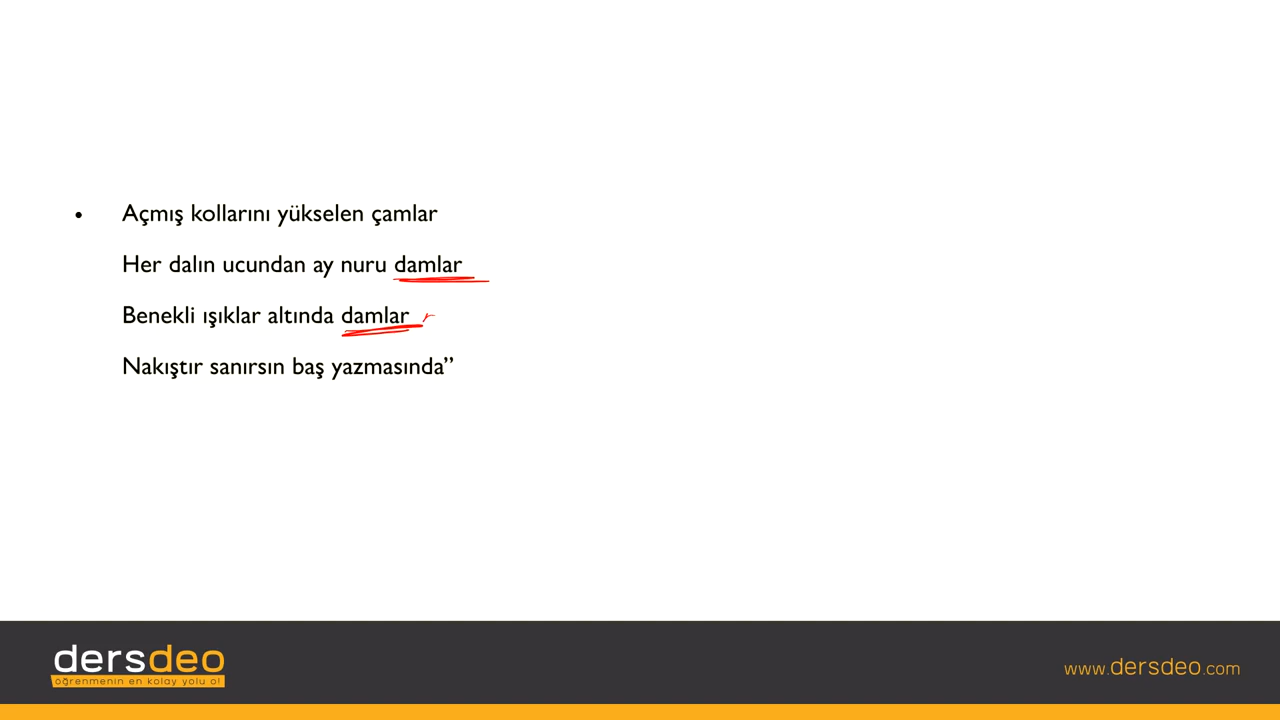 • Açmış kollarını yükselen çamlar
Her dalın ucundan ay nuru damlar
Benekli ışıklar altında damlar
Nakıştır sanırsın baş yazmasında”
dersdeo
öğrenmenin en kolay yolu o!
www.dersdeo.com